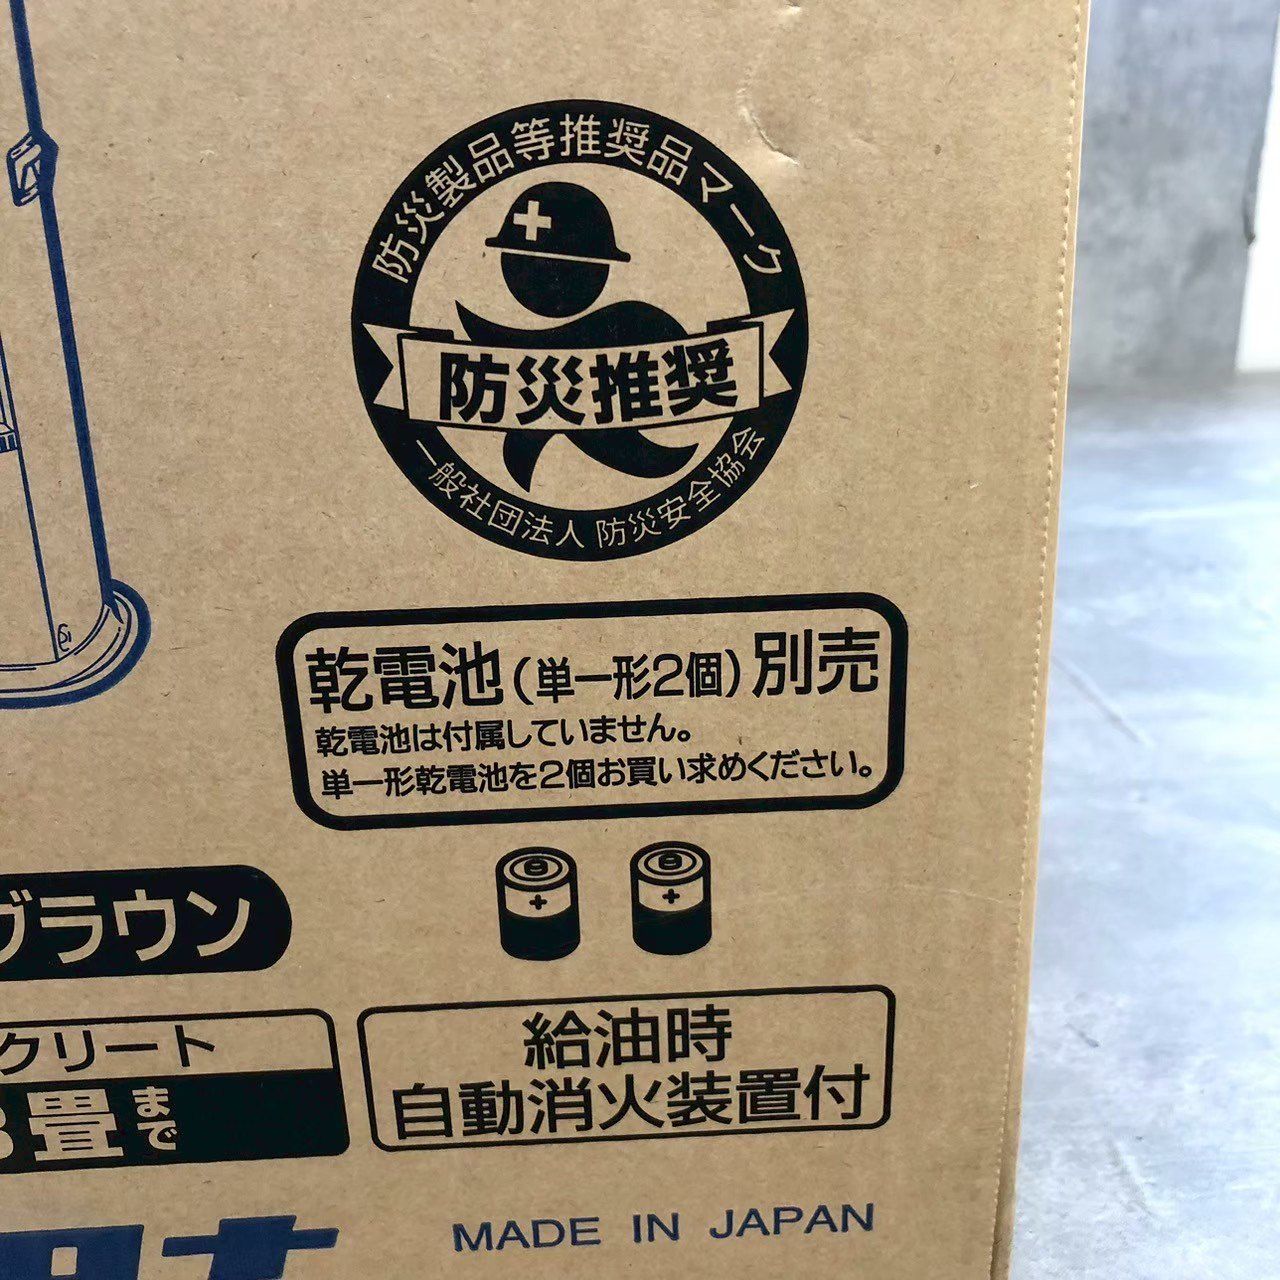 防災製品等推奨品マーク
防災推奨
一般社団法人 防災安全協会
乾電池(単一形2個)別売
乾電池は付属していません。
単一形乾電池を2個お買い求めください。
ブラウン
クリート
給油時
8畳まで
自動消火装置付
MADE IN JAPAN